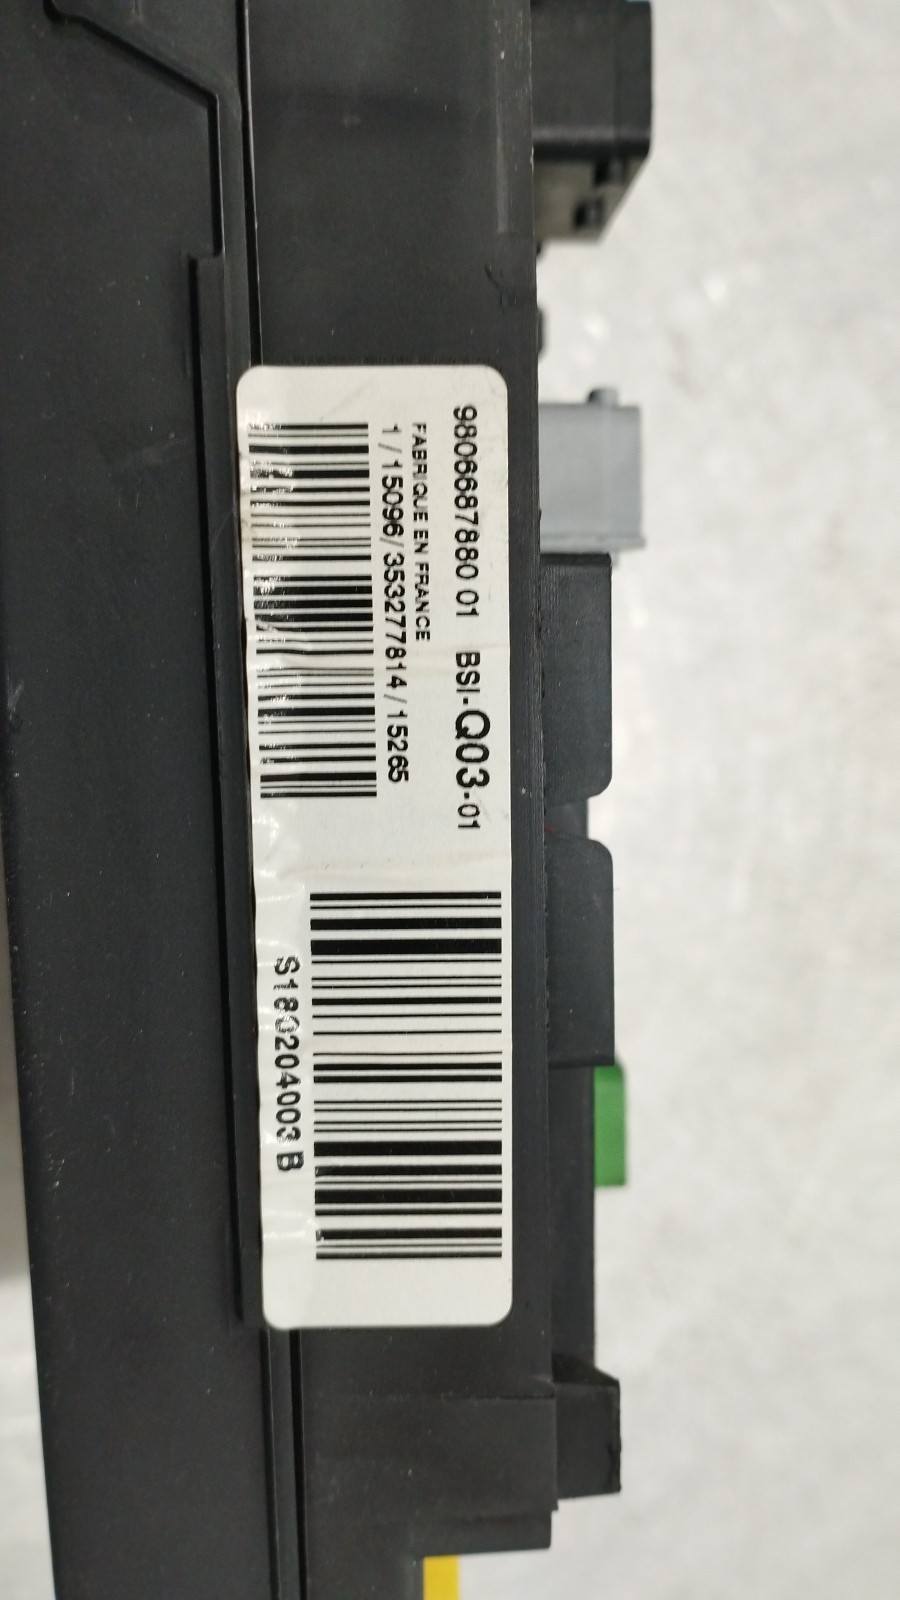 9806687880 01 BSI-Q03-01
FABRIQUE EN FRANCE
1/15096/353277814/15265
S180204003 B